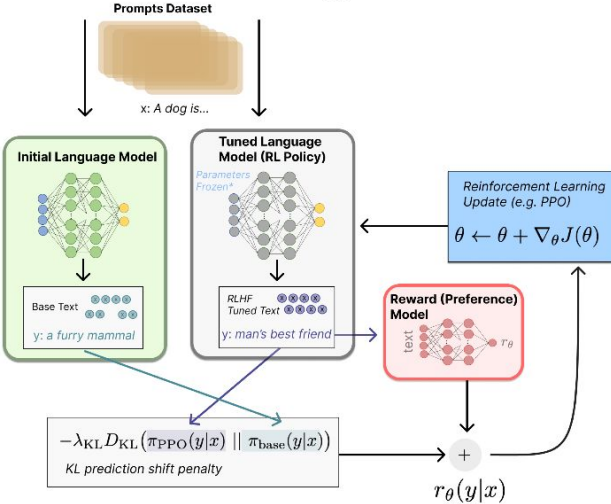 Prompts Dataset
x: A dog is...
Initial Language Model
Base Text
y: a furry mammal
Tuned Language
Model (RL Policy)
Parameters
Frozen*
RLHF
Tuned Text
y: man's best friend
Reinforcement Learning
Update (e.g. PPO)
θ ← θ + ∇θJ(θ)
Reward (Preference)
Model
text
rθ
−λKL DKL(πPPO(y|x) || πbase(y|x))
KL prediction shift penalty
+
rθ(y|x)